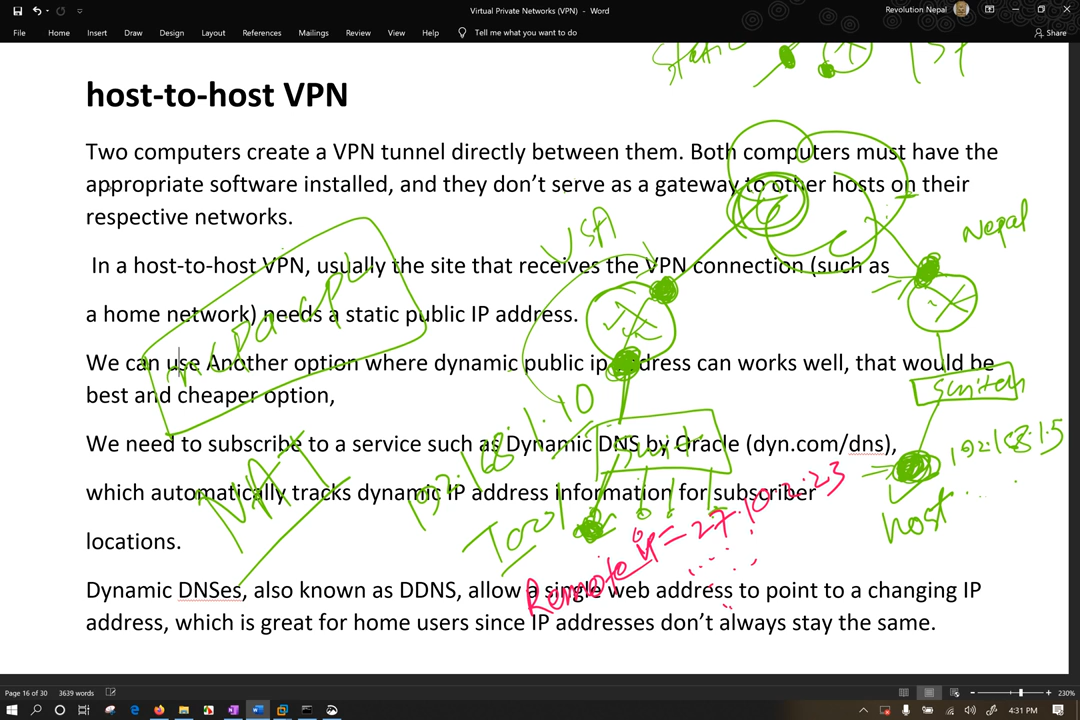 Virtual Private Networks (VPN) - Word
Revolution Nepal
File Home Insert Draw Design Layout References Mailings Review View Help Tell me what you want to do
Share
static
host-to-host VPN
Two computers create a VPN tunnel directly between them. Both computers must have the
appropriate software installed, and they don’t serve as a gateway to other hosts on their
respective networks.
USA
Nepal
In a host-to-host VPN, usually the site that receives the VPN connection (such as
a home network) needs a static public IP address.
We can use Another option where dynamic public ip address can works well, that would be
best and cheaper option,
Switch
192.168.1.10
We need to subscribe to a service such as Dynamic DNS by Oracle (dyn.com/dns),
192.168.1.5
which automatically tracks dynamic IP address information for subscriber
NAT
host
locations.
Remote ip = 27.10.2.23
Dynamic DNSes, also known as DDNS, allow a single web address to point to a changing IP
address, which is great for home users since IP addresses don’t always stay the same.
Page 16 of 30 3639 words
230%
4:31 PM